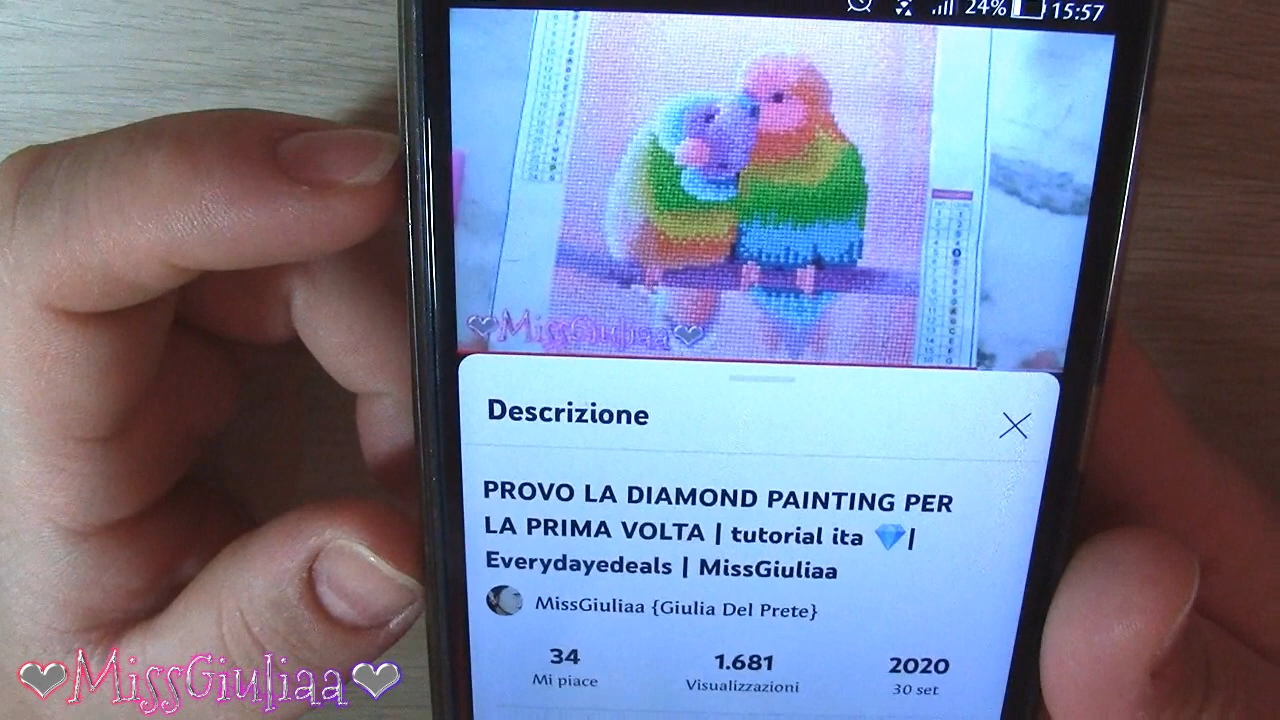 24% 15:57
MissGiuliaa
Descrizione
PROVO LA DIAMOND PAINTING PER
LA PRIMA VOLTA | tutorial ita 💎|
Everydayedeals | MissGiuliaa
MissGiuliaa {Giulia Del Prete}
34 1.681 2020
Mi piace Visualizzazioni 30 set
MissGiuliaa